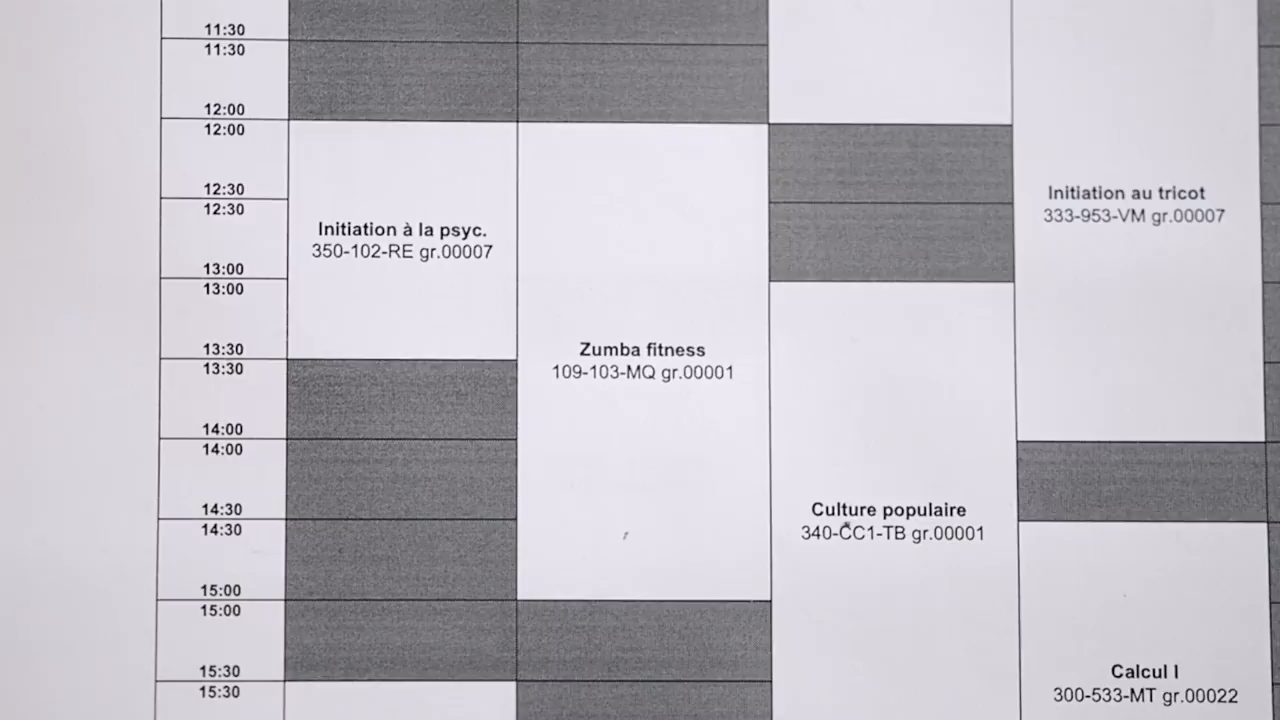 11:30
11:30
12:00
12:00
12:30
12:30
13:00
13:00
13:30
13:30
14:00
14:00
14:30
14:30
15:00
15:00
15:30
15:30
Initiation à la psyc.
350-102-RE gr.00007
Zumba fitness
109-103-MQ gr.00001
Culture populaire
340-CC1-TB gr.00001
Initiation au tricot
333-953-VM gr.00007
Calcul I
300-533-MT gr.00022